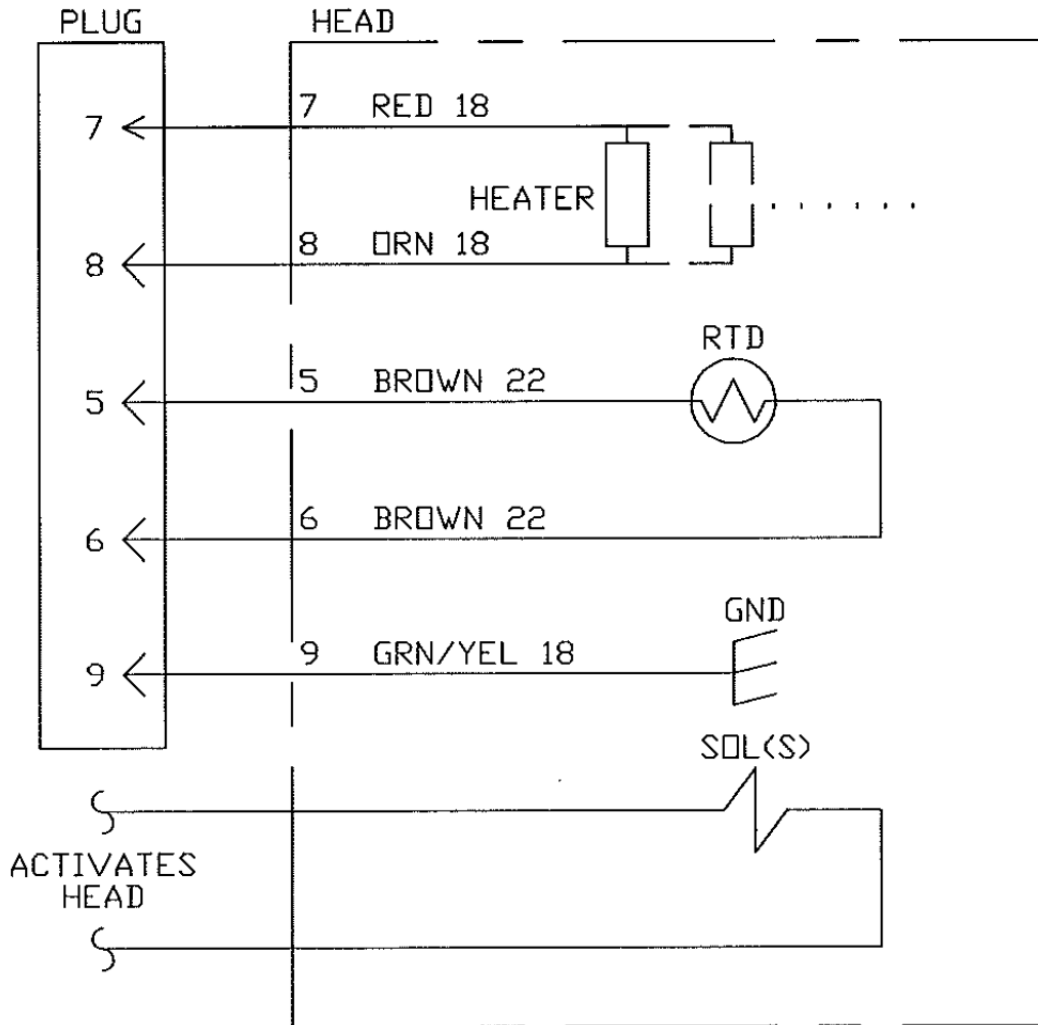 PLUG
HEAD
7
7 RED 18
HEATER
8
8 ORN 18
RTD
5
5 BROWN 22
6
6 BROWN 22
GND
9
9 GRN/YEL 18
SOL(S)
ACTIVATES
HEAD